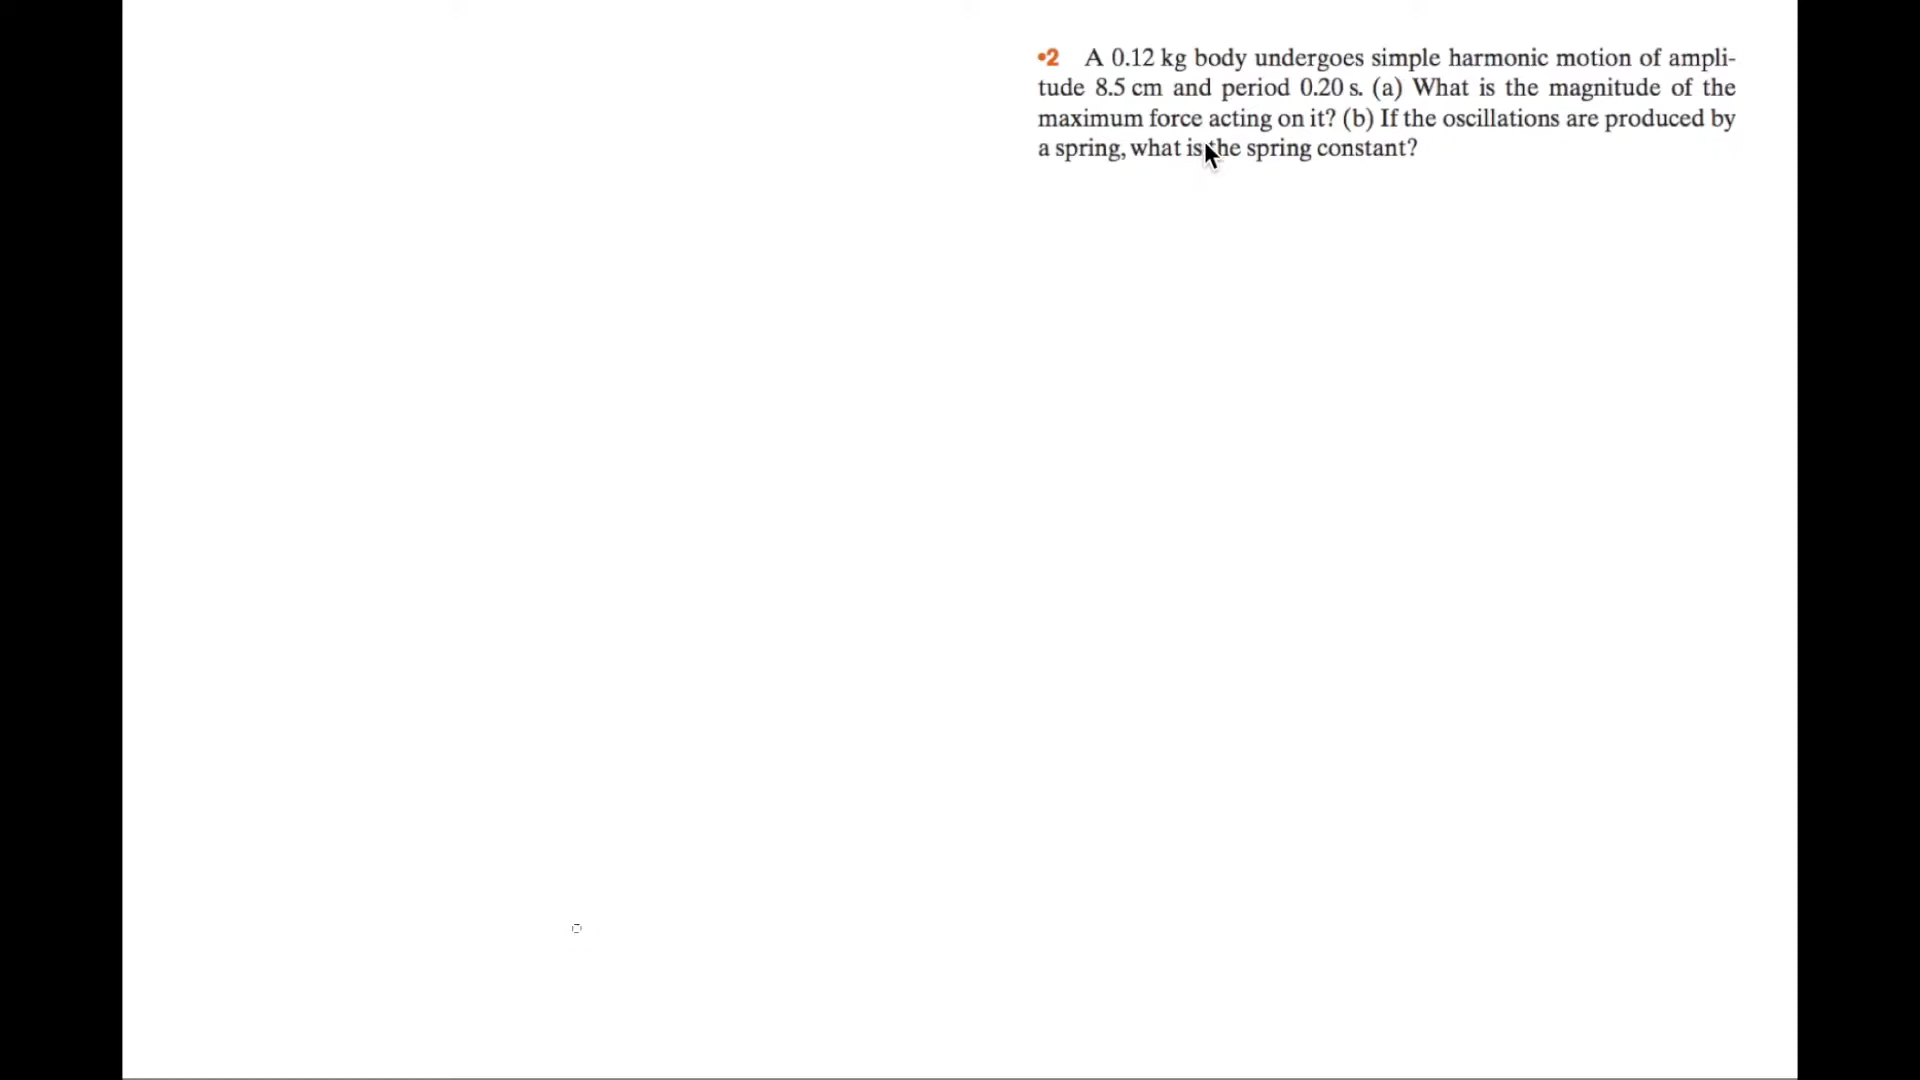 •2 A 0.12 kg body undergoes simple harmonic motion of ampli-
tude 8.5 cm and period 0.20 s. (a) What is the magnitude of the
maximum force acting on it? (b) If the oscillations are produced by
a spring, what is the spring constant?